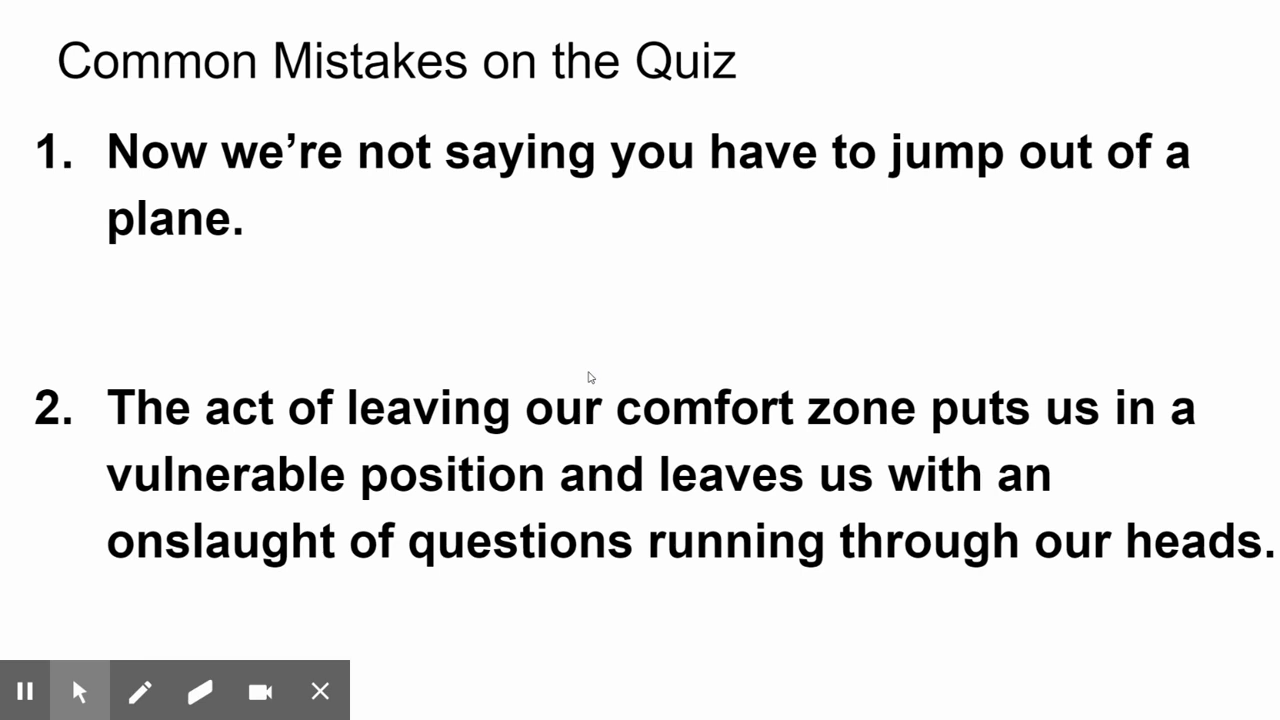 Common Mistakes on the Quiz
1. Now we’re not saying you have to jump out of a
plane.
2. The act of leaving our comfort zone puts us in a
vulnerable position and leaves us with an
onslaught of questions running through our heads.